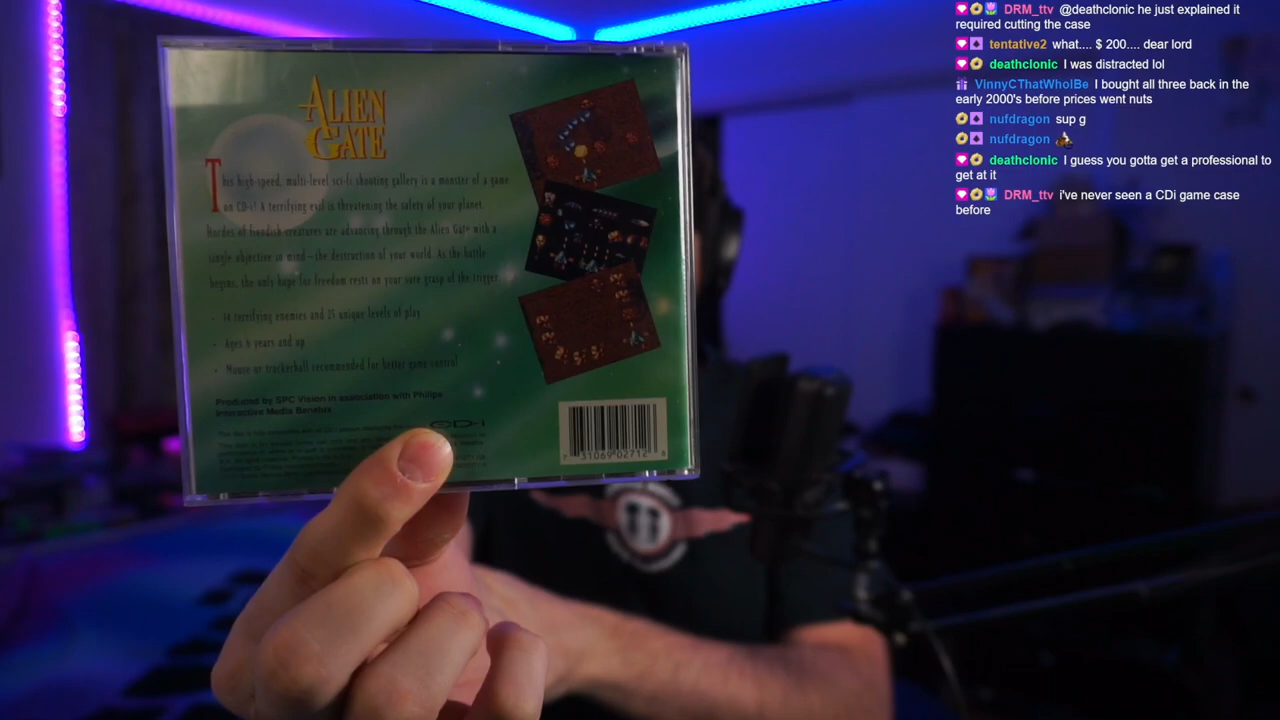 ALIEN
GATE
This high-speed, multi-level sci-fi shooting gallery is a monster of a game
on CD-i! A terrifying evil is threatening the safety of your planet.
Hordes of fiendish creatures are advancing through the Alien Gate with a
single objective in mind—the destruction of your world. As the battle
begins, the only hope for freedom rests on your vote grasp of the trigger.
· 14 terrifying enemies and 25 unique levels of play
· Ages 6 years and up
· Mouse or trackerball recommended for better game-control
Produced by SPC Vision in association with Philips
Interactive Media Benelux
CD-i
7 31069 02712 6
DRM_ttv @deathclonic he just explained it
required cutting the case
tentative2 what.... $ 200.... dear lord
deathclonic I was distracted lol
VinnyCThatWhoIBe I bought all three back in the
early 2000's before prices went nuts
nufdragon sup g
nufdragon
deathclonic I guess you gotta get a professional to
get at it
DRM_ttv i've never seen a CDi game case
before